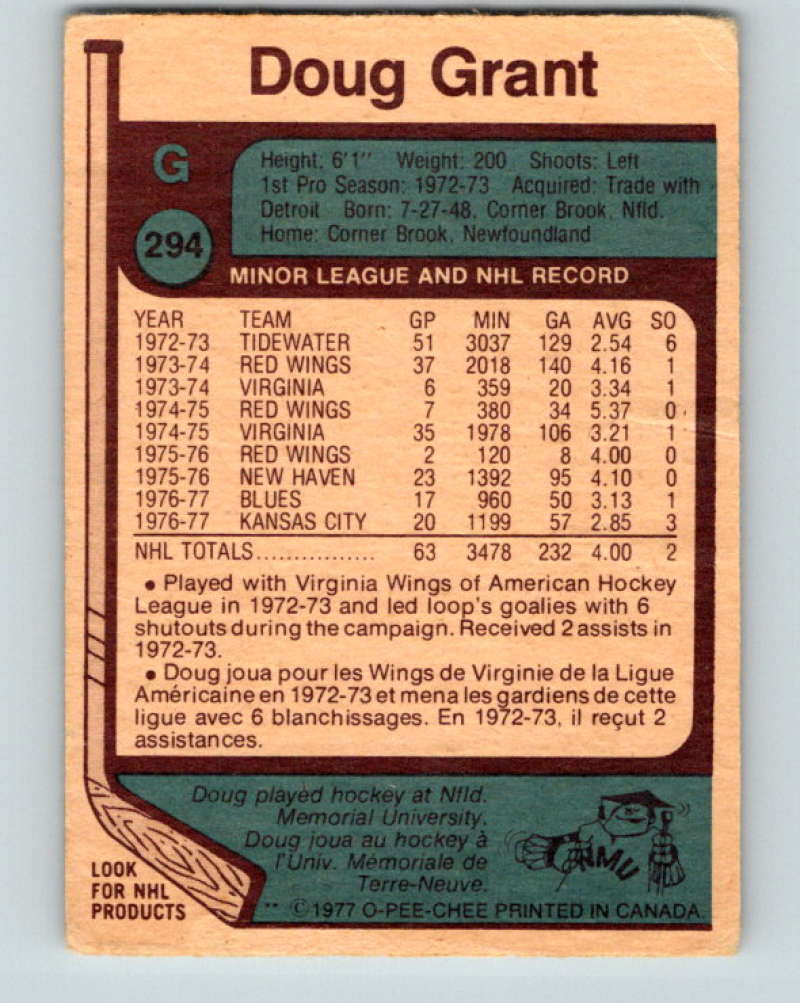 Doug Grant
G
294
Height: 6'1" Weight: 200 Shoots: Left
1st Pro Season: 1972-73 Acquired: Trade with
Detroit Born: 7-27-48, Corner Brook, Nfld.
Home: Corner Brook, Newfoundland
MINOR LEAGUE AND NHL RECORD
YEAR TEAM GP MIN GA AVG SO
1972-73 TIDEWATER 51 3037 129 2.54 6
1973-74 RED WINGS 37 2018 140 4.16 1
1973-74 VIRGINIA 6 359 20 3.34 1
1974-75 RED WINGS 7 380 34 5.37 0
1974-75 VIRGINIA 35 1978 106 3.21 1
1975-76 RED WINGS 2 120 8 4.00 0
1975-76 NEW HAVEN 23 1392 95 4.10 0
1976-77 BLUES 17 960 50 3.13 1
1976-77 KANSAS CITY 20 1199 57 2.85 3
NHL TOTALS................ 63 3478 232 4.00 2
• Played with Virginia Wings of American Hockey
League in 1972-73 and led loop's goalies with 6
shutouts during the campaign. Received 2 assists in
1972-73.
• Doug joua pour les Wings de Virginie de la Ligue
Américaine en 1972-73 et mena les gardiens de cette
ligue avec 6 blanchissages. En 1972-73, il reçut 2
assistances.
Doug played hockey at Nfld.
Memorial University.
Doug joua au hockey à
l'Univ. Mémoriale de
Terre-Neuve.
NMU
LOOK
FOR NHL
PRODUCTS
** © 1977 O-PEE-CHEE PRINTED IN CANADA